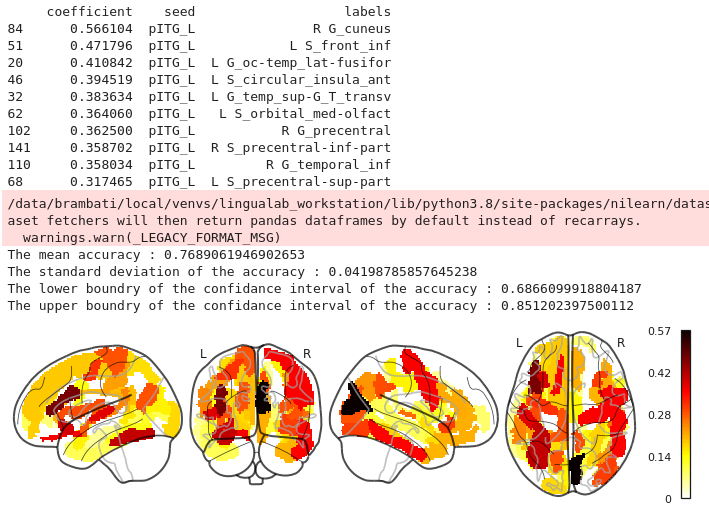 coefficient seed labels
84 0.566104 pITG_L R G_cuneus
51 0.471796 pITG_L L S_front_inf
20 0.410842 pITG_L L G_oc-temp_lat-fusifor
46 0.394519 pITG_L L S_circular_insula_ant
32 0.383634 pITG_L L G_temp_sup-G_T_transv
62 0.364060 pITG_L L S_orbital_med-olfact
102 0.362500 pITG_L R G_precentral
141 0.358702 pITG_L R S_precentral-inf-part
110 0.358034 pITG_L R G_temporal_inf
68 0.317465 pITG_L L S_precentral-sup-part
/data/brambati/local/venvs/lingualab_workstation/lib/python3.8/site-packages/nilearn/datas
aset fetchers will then return pandas dataframes by default instead of recarrays.
warnings.warn(_LEGACY_FORMAT_MSG)
The mean accuracy : 0.7689061946902653
The standard deviation of the accuracy : 0.04198785857645238
The lower boundry of the confidance interval of the accuracy : 0.6866099918804187
The upper boundry of the confidance interval of the accuracy : 0.851202397500112
L R L R
0.57
0.42
0.28
0.14
0